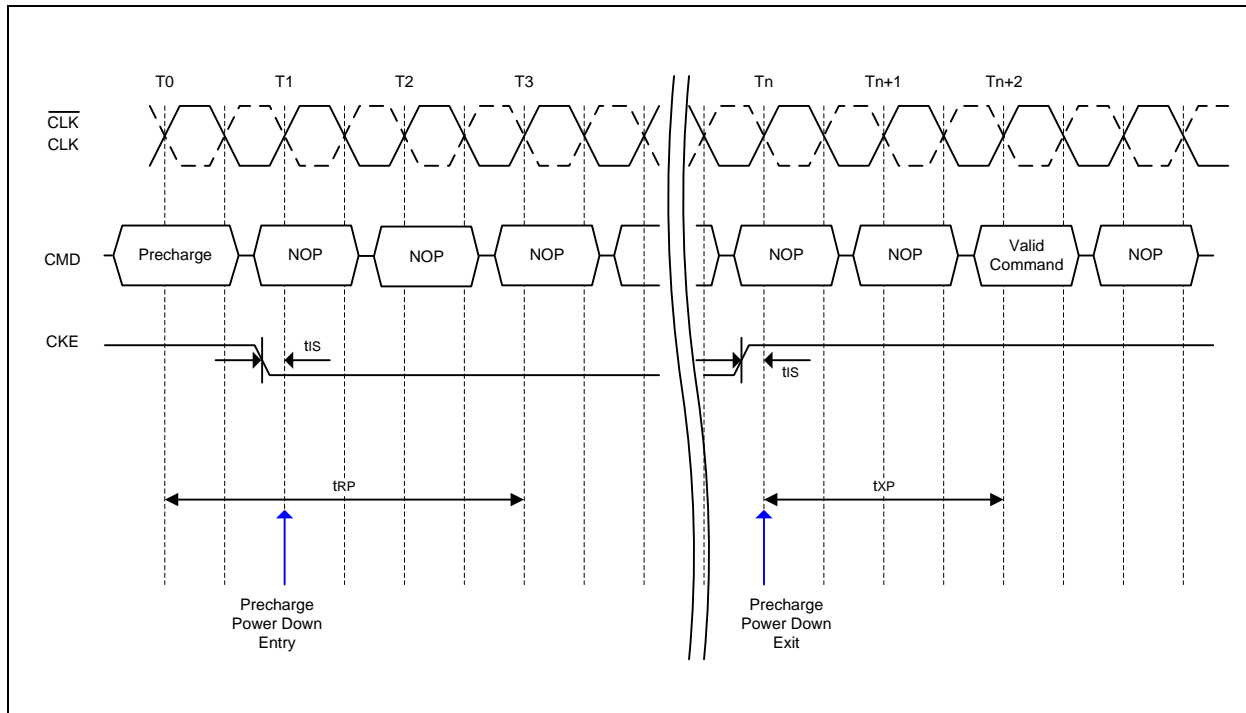 T0 T1 T2 T3 Tn Tn+1 Tn+2
CLK
CLK
CMD Precharge NOP NOP NOP NOP NOP Valid Command NOP
CKE
tIS
tIS
tRP
tXP
Precharge
Power Down
Entry
Precharge
Power Down
Exit